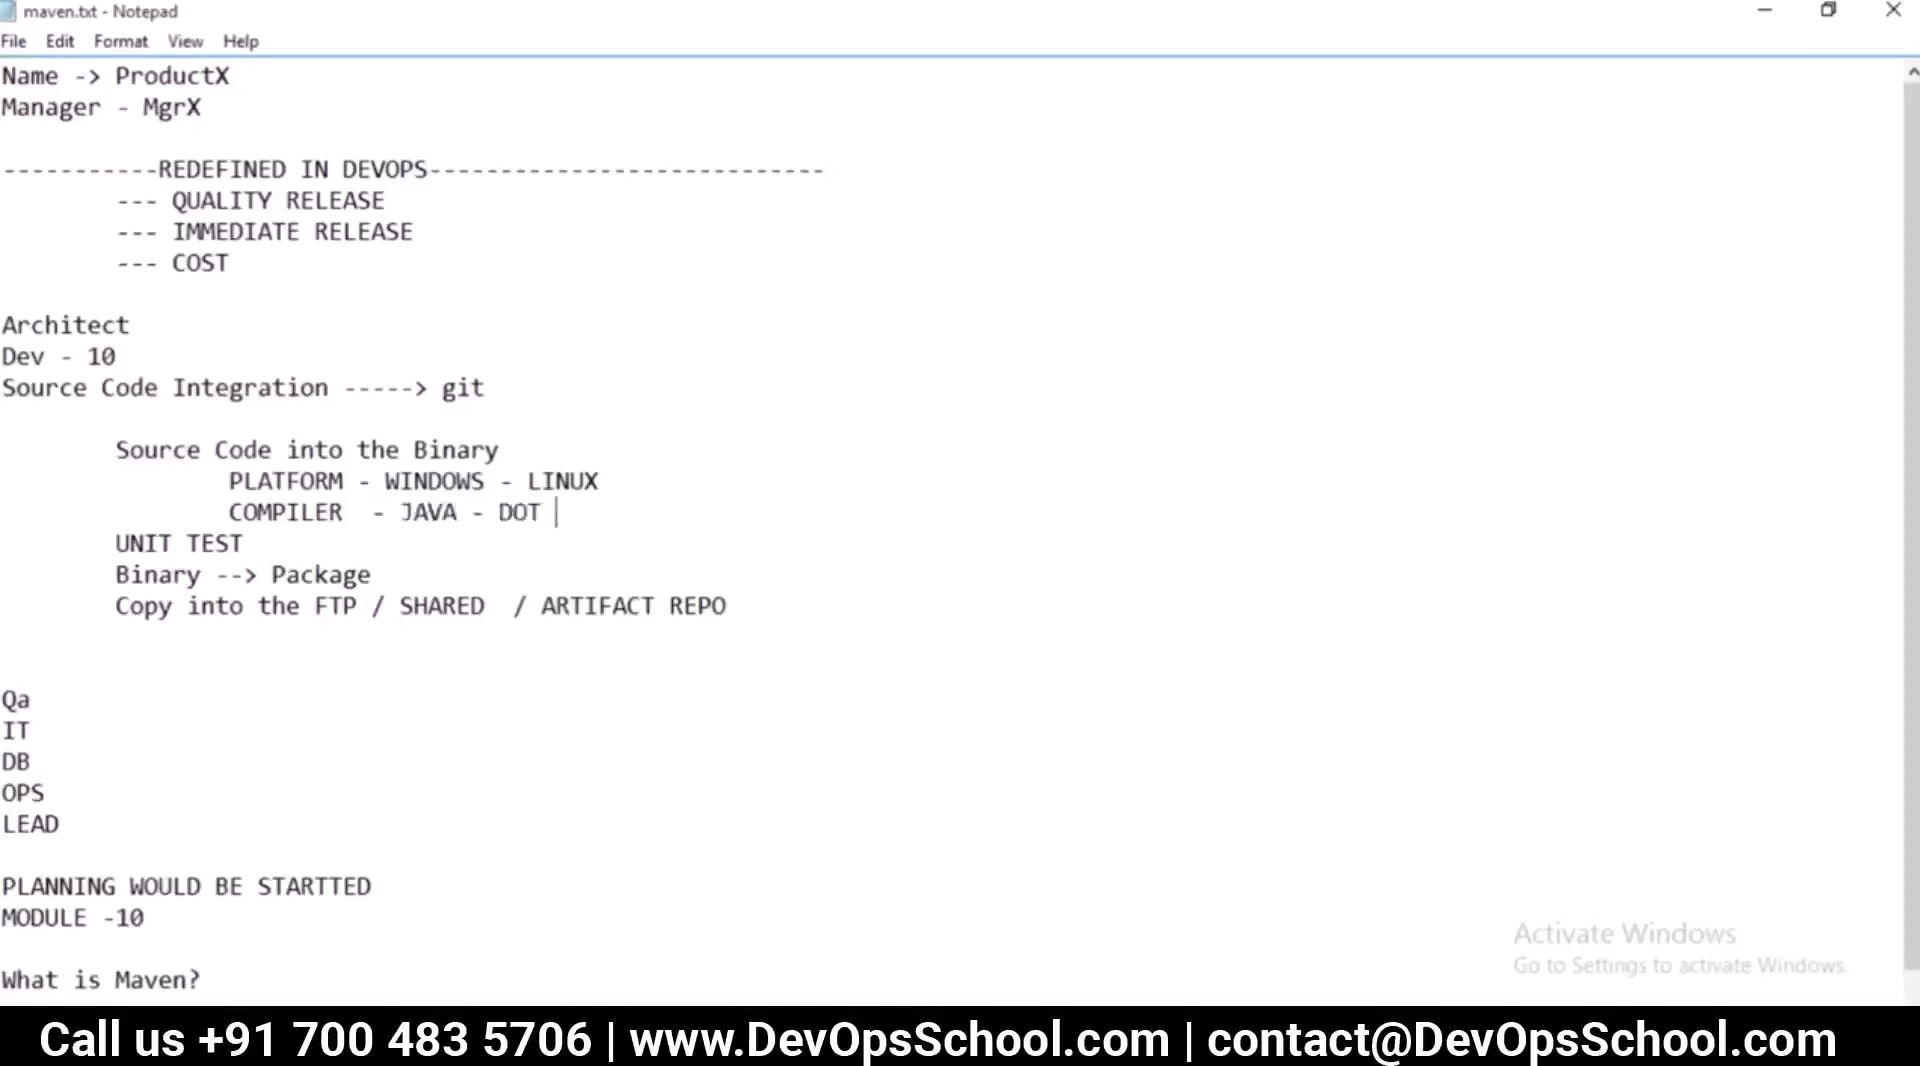 maven.txt - Notepad
File Edit Format View Help
Name -> ProductX
Manager - MgrX
-----------REDEFINED IN DEVOPS----------------------------
--- QUALITY RELEASE
--- IMMEDIATE RELEASE
--- COST
Architect
Dev - 10
Source Code Integration -----> git
Source Code into the Binary
PLATFORM - WINDOWS - LINUX
COMPILER - JAVA - DOT
UNIT TEST
Binary --> Package
Copy into the FTP / SHARED / ARTIFACT REPO
Qa
IT
DB
OPS
LEAD
PLANNING WOULD BE STARTTED
MODULE -10
What is Maven?
Activate Windows
Go to Settings to activate Windows.
Call us +91 700 483 5706 | www.DevOpsSchool.com | contact@DevOpsSchool.com